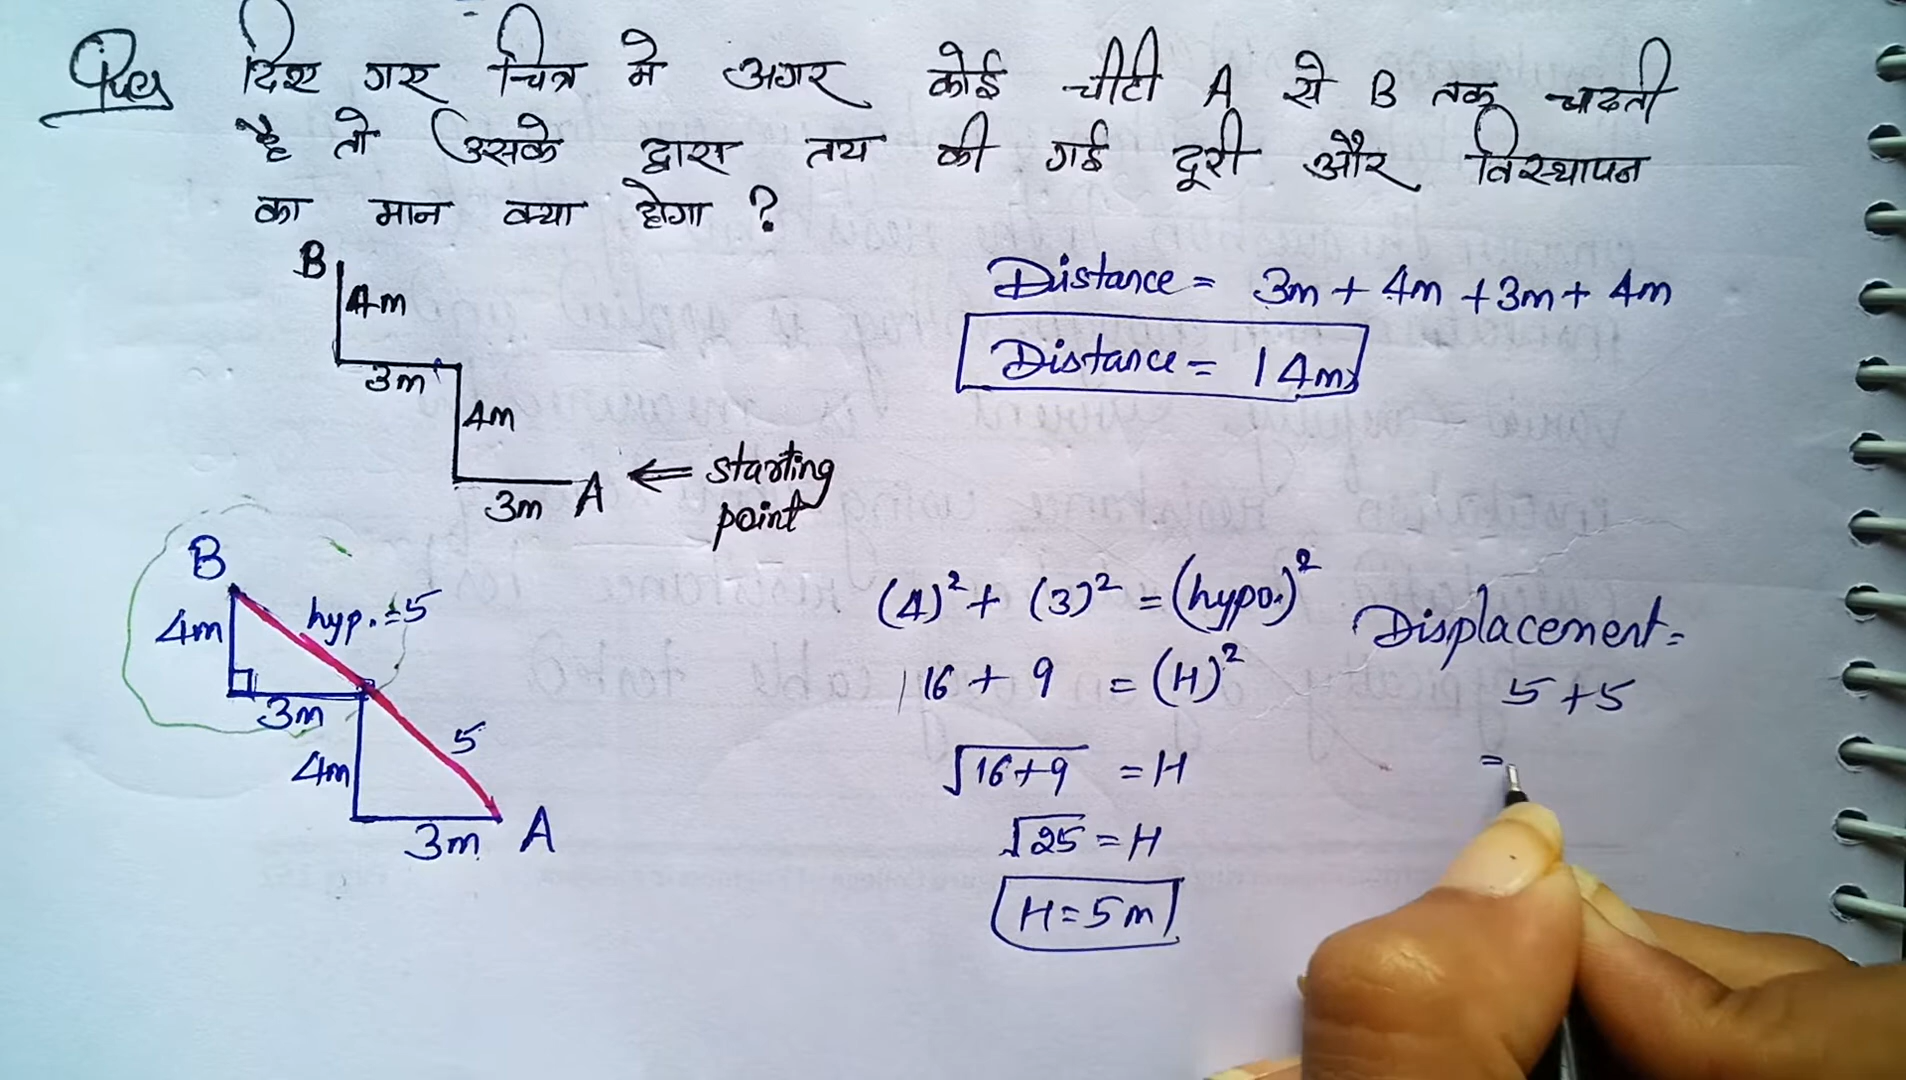 Ques दिए गए चित्र मे अगर कोई चींटी A से B तक चढती
है तो उसके द्वारा तय की गई दूरी और विस्थापन
का मान क्या होगा ?
B
4m
3m
4m
3m A ⇐ starting
point
Distance = 3m + 4m + 3m + 4m
Distance = 14m
B
4m
hyp. = 5
3m
4m
5
3m A
(4)² + (3)² = (hypo.)²
16 + 9 = (H)²
√16+9 = H
√25 = H
H = 5m
Displacement =
5 + 5
=